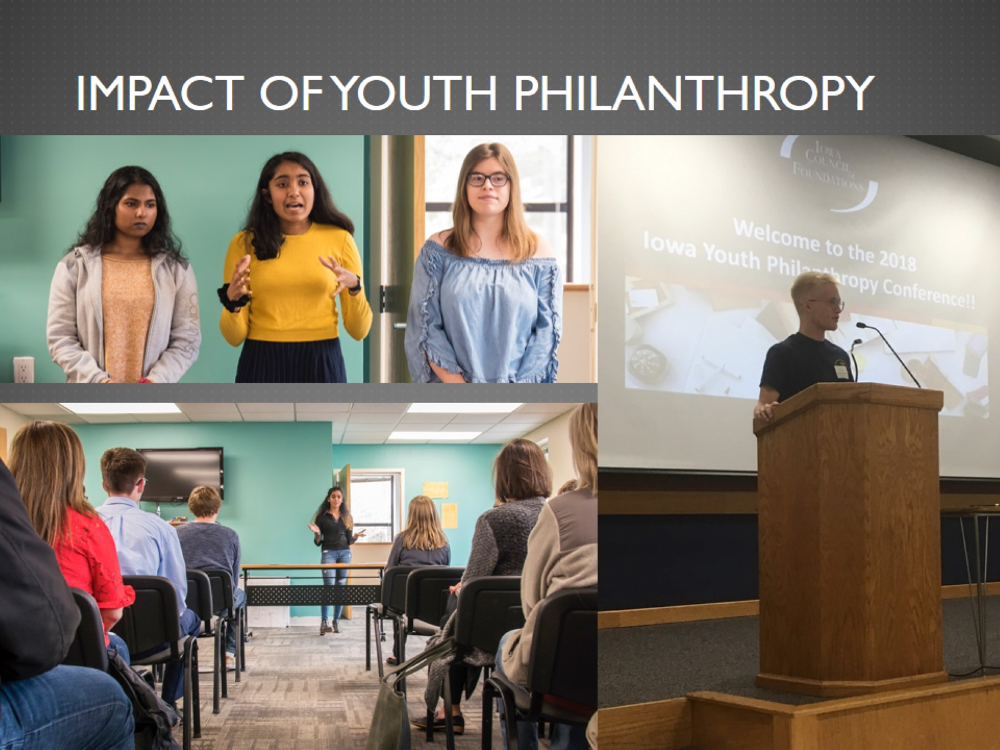 IMPACT OF YOUTH PHILANTHROPY
IOWA
COUNCIL of
FOUNDATIONS
Welcome to the 2018
Iowa Youth Philanthropy Conference!!